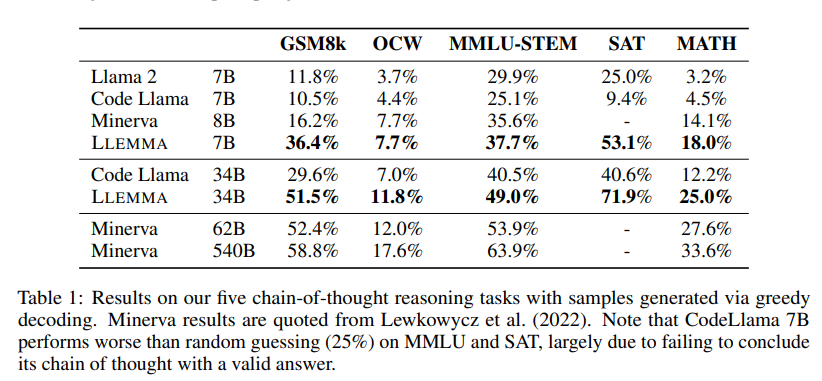 GSM8k OCW MMLU-STEM SAT MATH
Llama 2 7B 11.8% 3.7% 29.9% 25.0% 3.2%
Code Llama 7B 10.5% 4.4% 25.1% 9.4% 4.5%
Minerva 8B 16.2% 7.7% 35.6% - 14.1%
LLEMMA 7B 36.4% 7.7% 37.7% 53.1% 18.0%
Code Llama 34B 29.6% 7.0% 40.5% 40.6% 12.2%
LLEMMA 34B 51.5% 11.8% 49.0% 71.9% 25.0%
Minerva 62B 52.4% 12.0% 53.9% - 27.6%
Minerva 540B 58.8% 17.6% 63.9% - 33.6%
Table 1: Results on our five chain-of-thought reasoning tasks with samples generated via greedy
decoding. Minerva results are quoted from Lewkowycz et al. (2022). Note that CodeLlama 7B
performs worse than random guessing (25%) on MMLU and SAT, largely due to failing to conclude
its chain of thought with a valid answer.